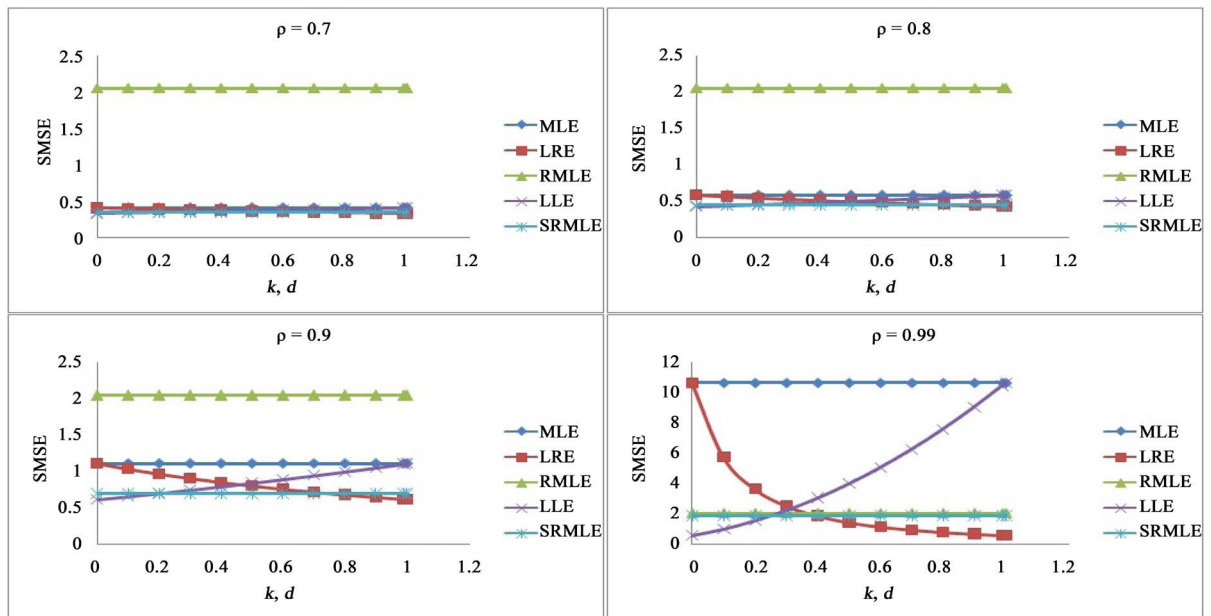 ρ = 0.7
2.5
2
1.5
1
0.5
0
SMSE
0 0.2 0.4 0.6 0.8 1 1.2
k, d
MLE
LRE
RMLE
LLE
SRMLE
ρ = 0.8
2.5
2
1.5
1
0.5
0
SMSE
0 0.2 0.4 0.6 0.8 1 1.2
k, d
MLE
LRE
RMLE
LLE
SRMLE
ρ = 0.9
2.5
2
1.5
1
0.5
0
SMSE
0 0.2 0.4 0.6 0.8 1 1.2
k, d
MLE
LRE
RMLE
LLE
SRMLE
ρ = 0.99
12
10
8
6
4
2
0
SMSE
0 0.2 0.4 0.6 0.8 1 1.2
k, d
MLE
LRE
RMLE
LLE
SRMLE